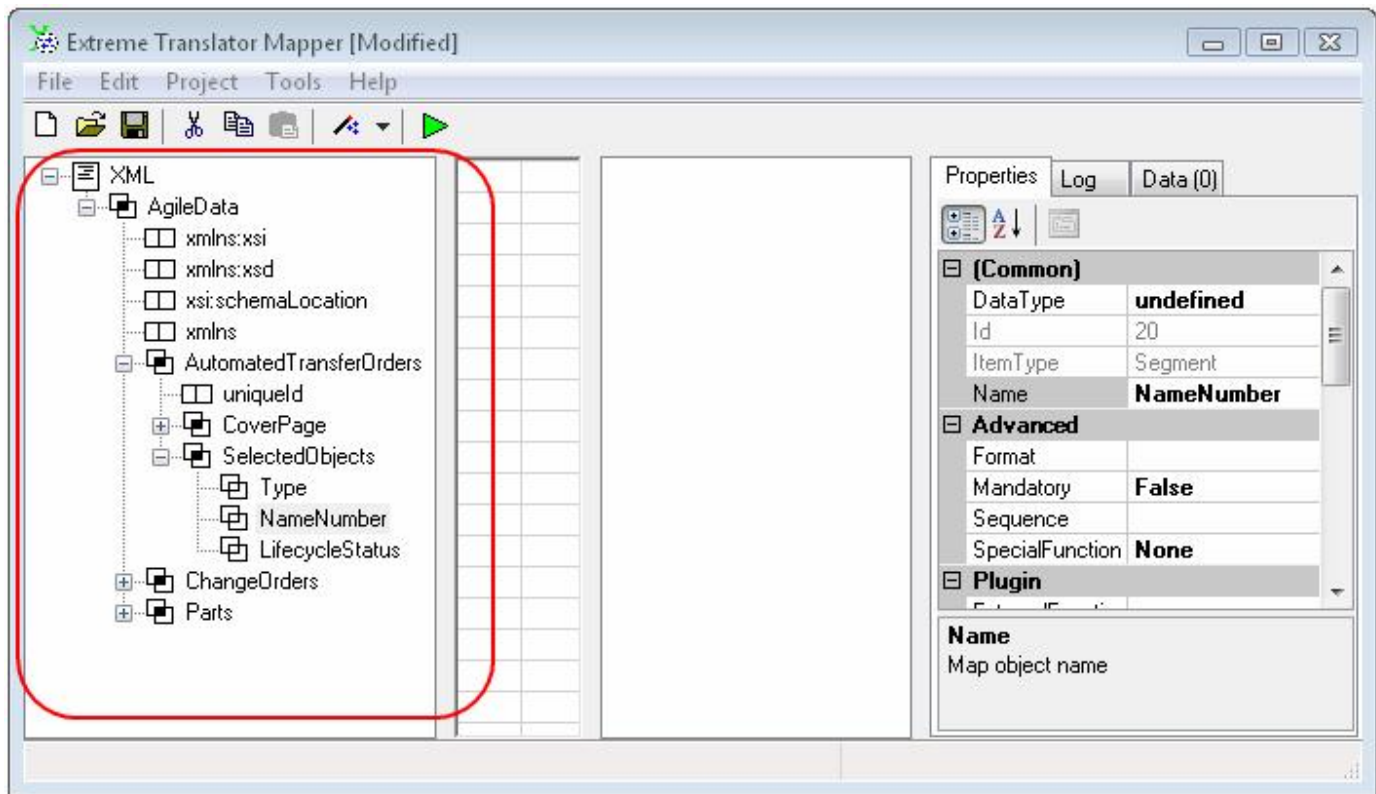 Extreme Translator Mapper [Modified]
File Edit Project Tools Help
XML
AgileData
xmlns:xsi
xmlns:xsd
xsi:schemaLocation
xmlns
AutomatedTransferOrders
uniqueId
CoverPage
SelectedObjects
Type
NameNumber
LifecycleStatus
ChangeOrders
Parts
Properties Log Data (0)
(Common)
DataType undefined
Id 20
ItemType Segment
Name NameNumber
Advanced
Format
Mandatory False
Sequence
SpecialFunction None
Plugin
Name
Map object name